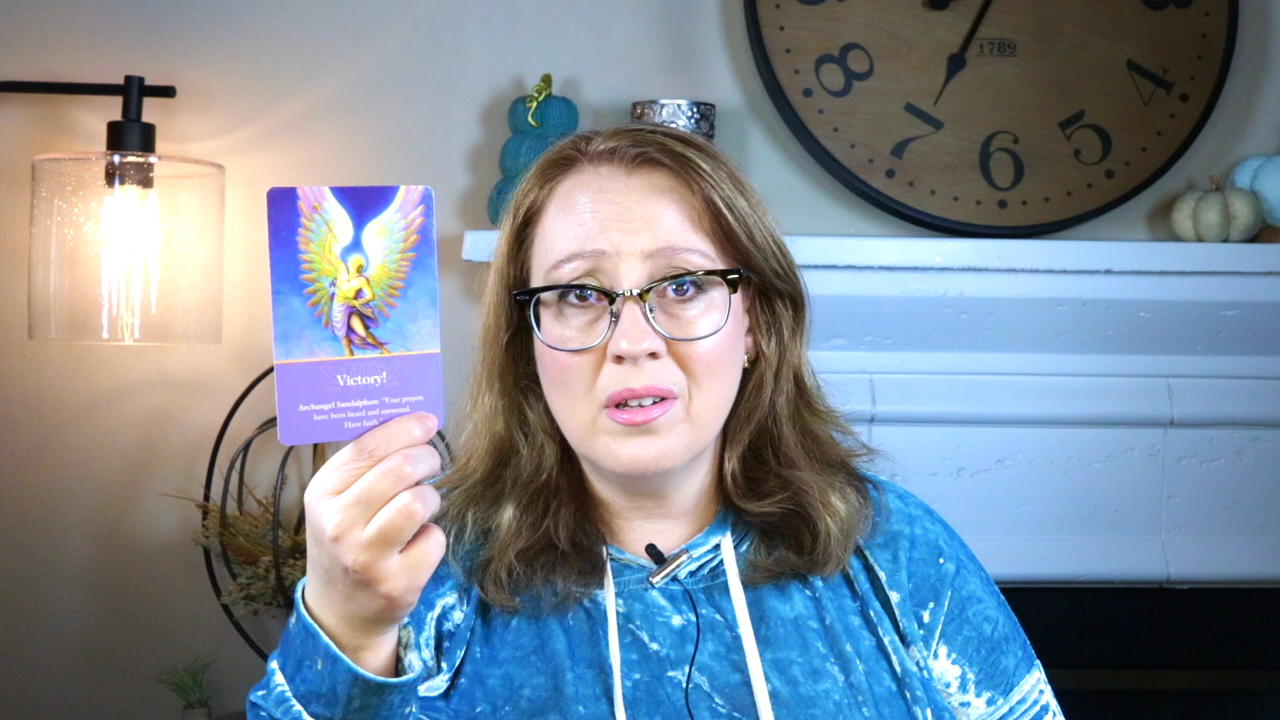 1789
8
7
6
5
4
Victory!
Archangel Sandalphon: "Your prayers
have been heard and answered.
Have faith